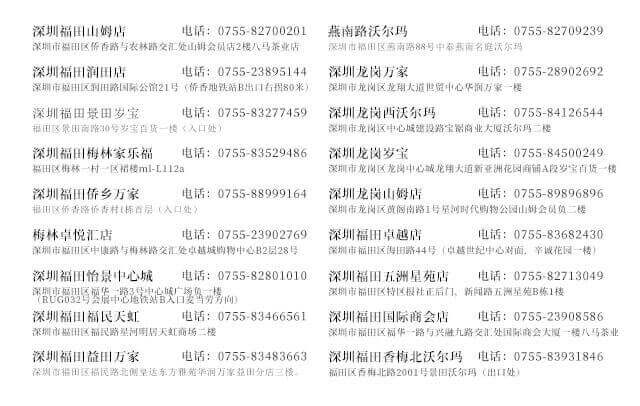 深圳福田山姆店 电话：0755-82700201
深圳市福田区侨香路与农林路交汇处山姆会员店2楼八马茶业店
深圳福田润田店 电话：0755-23895144
深圳市福田区润田路国际公馆21号（侨香地铁站B出口右拐80米）
深圳福田景田岁宝 电话：0755-83277459
福田区景田南路30号岁宝百货一楼（入口处）
深圳福田梅林家乐福 电话：0755-83529486
福田区梅林一村一区裙楼ml-L112a
深圳福田侨乡万家 电话：0755-88999164
福田区侨香路侨香村1栋首层（入口处）
梅林卓悦汇店 电话：0755-23902769
深圳市福田区中康路与梅林路交汇处卓越城购物中心B2层28号
深圳福田怡景中心城 电话：0755-82801010
深圳市福田区福华一路3号中心城广场负一楼
（RUG032号会展中心地铁站B入口麦当劳方向）
深圳福田福民天虹 电话：0755-83466561
深圳市福田区福民路星河明居天虹商场二楼
深圳福田益田万家 电话：0755-83483663
深圳市福田区福民路北侧皇达东方雅苑华润万家益田分店三楼。
燕南路沃尔玛 电话：0755-82709239
深圳市福田区燕南路88号中泰燕南名庭沃尔玛
深圳龙岗万家 电话：0755-28902692
深圳市龙岗区龙翔大道世贸中心华润万家一楼
深圳龙岗西沃尔玛 电话：0755-84126544
深圳市龙岗区中心城建设路宝锯商业大厦沃尔玛二楼
深圳龙岗岁宝 电话：0755-84500249
深圳市龙岗区龙岗中心城龙翔大道新亚洲花园商铺A段岁宝百货一楼
深圳龙岗山姆店 电话：0755-89896896
深圳市龙岗区黄阁南路1号星河时代购物公园山姆会员负二楼
深圳福田卓越店 电话：0755-83682430
深圳市福田区海田路44号（卓越世纪中心对面，辛诚花园一楼）
深圳福田五洲星苑店 电话：0755-82713049
深圳市福田区特区报社正后门，新闻路五洲星苑B栋1楼
深圳福田国际商会店 电话：0755-23908586
深圳市福田区福华一路与兴融九路交汇处国际商会大厦一楼八马茶业
深圳福田香梅北沃尔玛 电话：0755-83931846
福田区香梅路2001号景田沃尔玛（出口处）